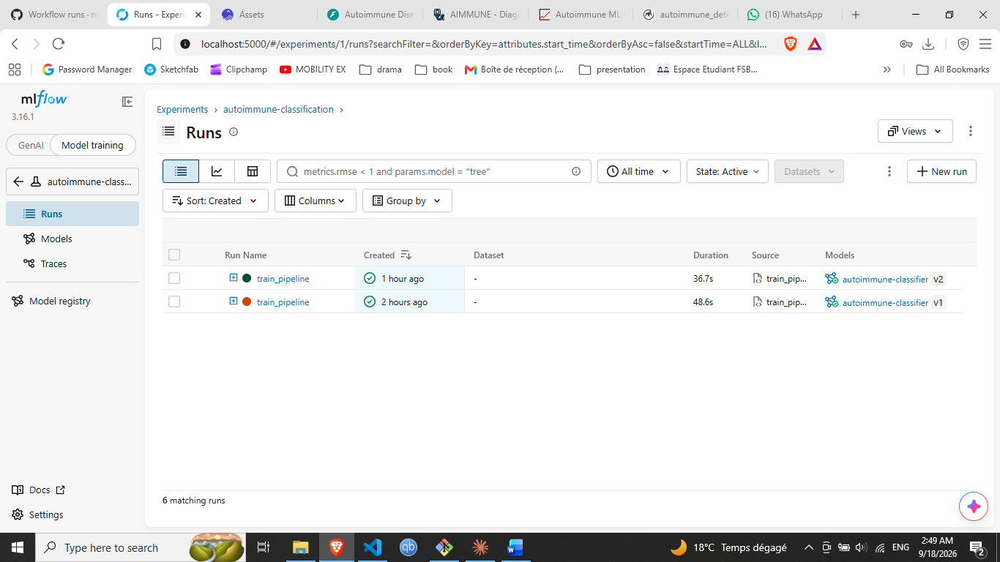 Workflow runs · no
Runs - Experi
Assets
Autoimmune Dise
AIMMUNE - Diagn
Autoimmune ML
autoimmune_dete
(16) WhatsApp
localhost:5000/#/experiments/1/runs?searchFilter=&orderByKey=attributes.start_time&orderByAsc=false&startTime=ALL&l...
Password Manager
Sketchfab
Clipchamp
MOBILITY EX
drama
book
Boîte de réception (...
presentation
Espace Etudiant FSB...
»
All Bookmarks
mlflow
3.16.1
GenAI
Model training
autoimmune-class...
Runs
Models
Traces
Model registry
Docs
Settings
Experiments › autoimmune-classification ›
Runs
Views
metrics.rmse < 1 and params.model = "tree"
All time
State: Active
Datasets
New run
Sort: Created
Columns
Group by
Run Name Created Dataset Duration Source Models
train_pipeline 1 hour ago - 36.7s train_pip... autoimmune-classifier v2
train_pipeline 2 hours ago - 48.6s train_pip... autoimmune-classifier v1
6 matching runs
Type here to search
qb
18°C Temps dégagé
ENG
2:49 AM
9/18/2026
2